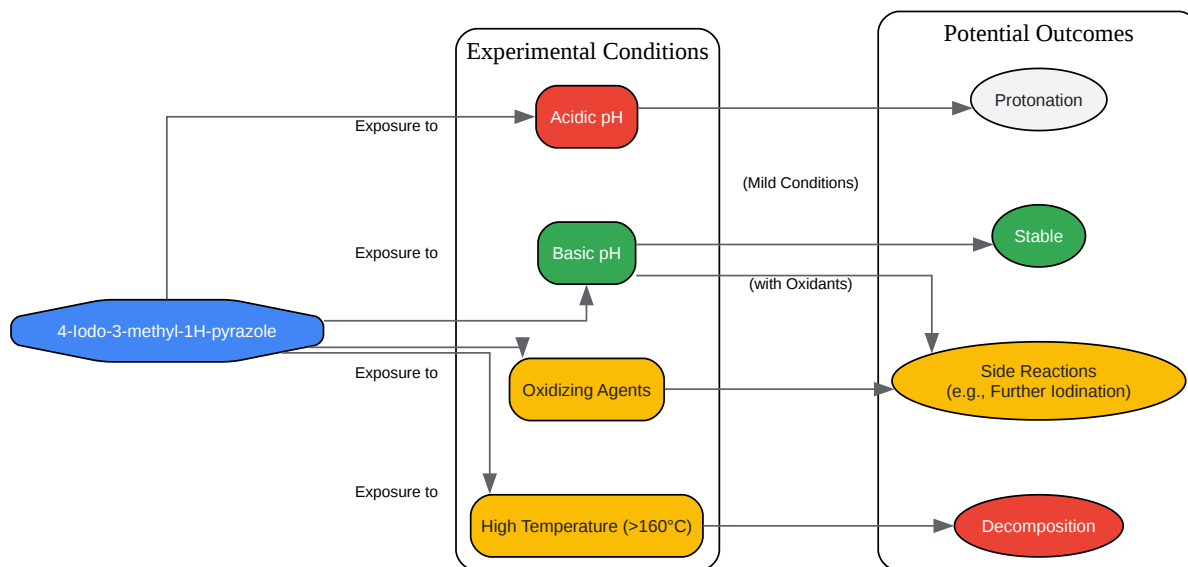 Experimental Conditions
Potential Outcomes
Exposure to
Acidic pH
Protonation
(Mild Conditions)
Exposure to
Basic pH
Stable
(with Oxidants)
4-Iodo-3-methyl-1H-pyrazole
Exposure to
Oxidizing Agents
Side Reactions
(e.g., Further Iodination)
Exposure to
High Temperature (>160°C)
Decomposition